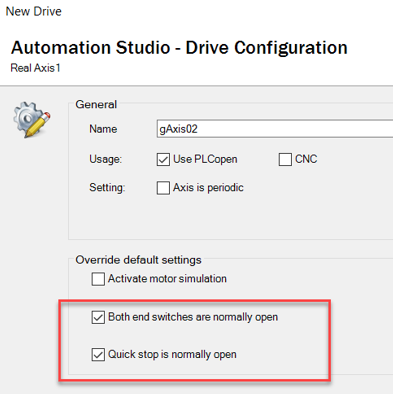 New Drive
Automation Studio - Drive Configuration
Real Axis1
General
Name gAxis02
Usage: Use PLCopen CNC
Setting: Axis is periodic
Override default settings
Activate motor simulation
Both end switches are normally open
Quick stop is normally open